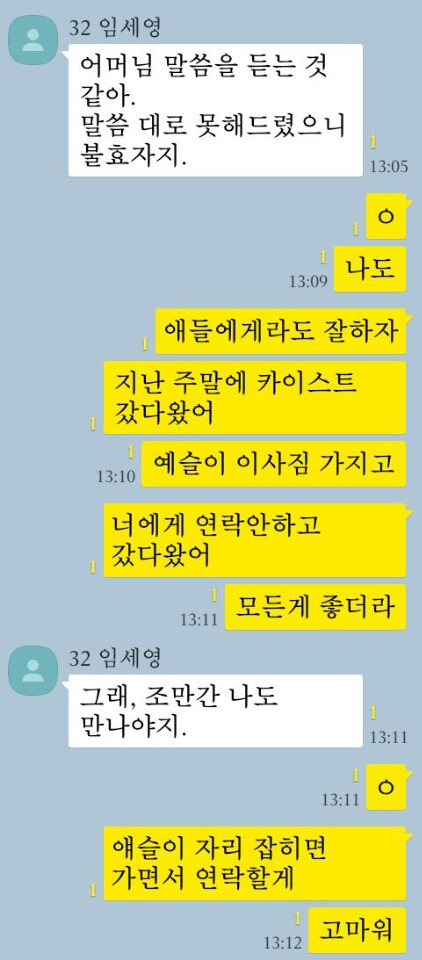 32 임세영
어머님 말씀을 듣는 것
같아.
말씀 대로 못해드렸으니
불효자지.
1
13:05
1
ㅇ
1
13:09
나도
1
애들에게라도 잘하자
지난 주말에 카이스트
1
갔다왔어
1
13:10
예슬이 이사짐 가지고
너에게 연락안하고
1
갔다왔어
1
13:11
모든게 좋더라
32 임세영
그래, 조만간 나도
만나야지.
1
13:11
1
13:11
ㅇ
얘슬이 자리 잡히면
1
가면서 연락할게
1
13:12
고마워